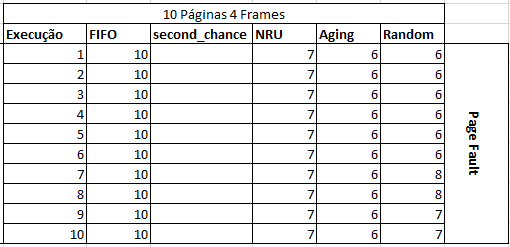 10 Páginas 4 Frames
Execução FIFO second_chance NRU Aging Random
1 10 7 6 6
2 10 7 6 6
3 10 7 6 6
4 10 7 6 6
5 10 7 6 6
6 10 7 6 6
7 10 7 6 8
8 10 7 6 8
9 10 7 6 7
10 10 7 6 7
Page Fault